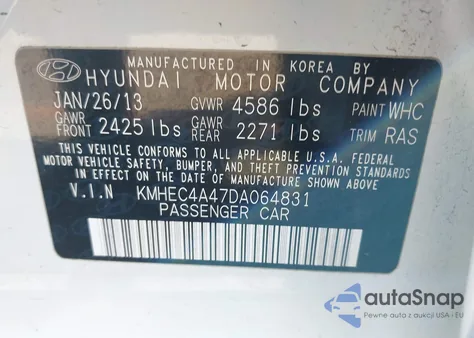 MANUFACTURED IN KOREA BY
HYUNDAI MOTOR COMPANY
JAN/26/13 GVWR 4586 lbs PAINT WHC
GAWR FRONT 2425 lbs GAWR REAR 2271 lbs TRIM RAS
THIS VEHICLE CONFORMS TO ALL APPLICABLE U.S.A. FEDERAL
MOTOR VEHICLE SAFETY, BUMPER, AND THEFT PREVENTION STANDARDS
IN EFFECT ON THE DATE OF MANUFACTURE SHOWN ABOVE.
V.I.N KMHEC4A47DA064831
PASSENGER CAR
autoSnap
Pewne auta z aukcji USA i EU